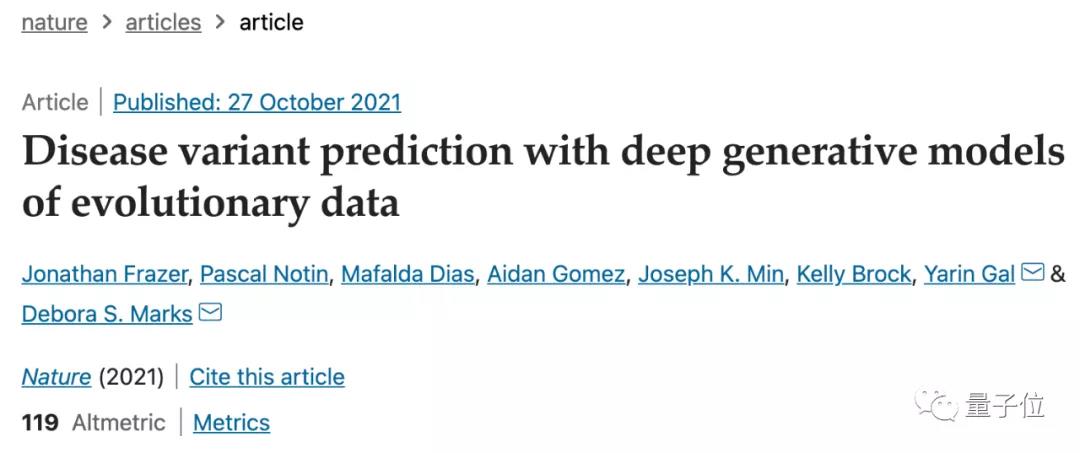 nature > articles > article
Article | Published: 27 October 2021
Disease variant prediction with deep generative models
of evolutionary data
Jonathan Frazer, Pascal Notin, Mafalda Dias, Aidan Gomez, Joseph K. Min, Kelly Brock, Yarin Gal &
Debora S. Marks
Nature (2021) | Cite this article
119 Altmetric | Metrics
量子位